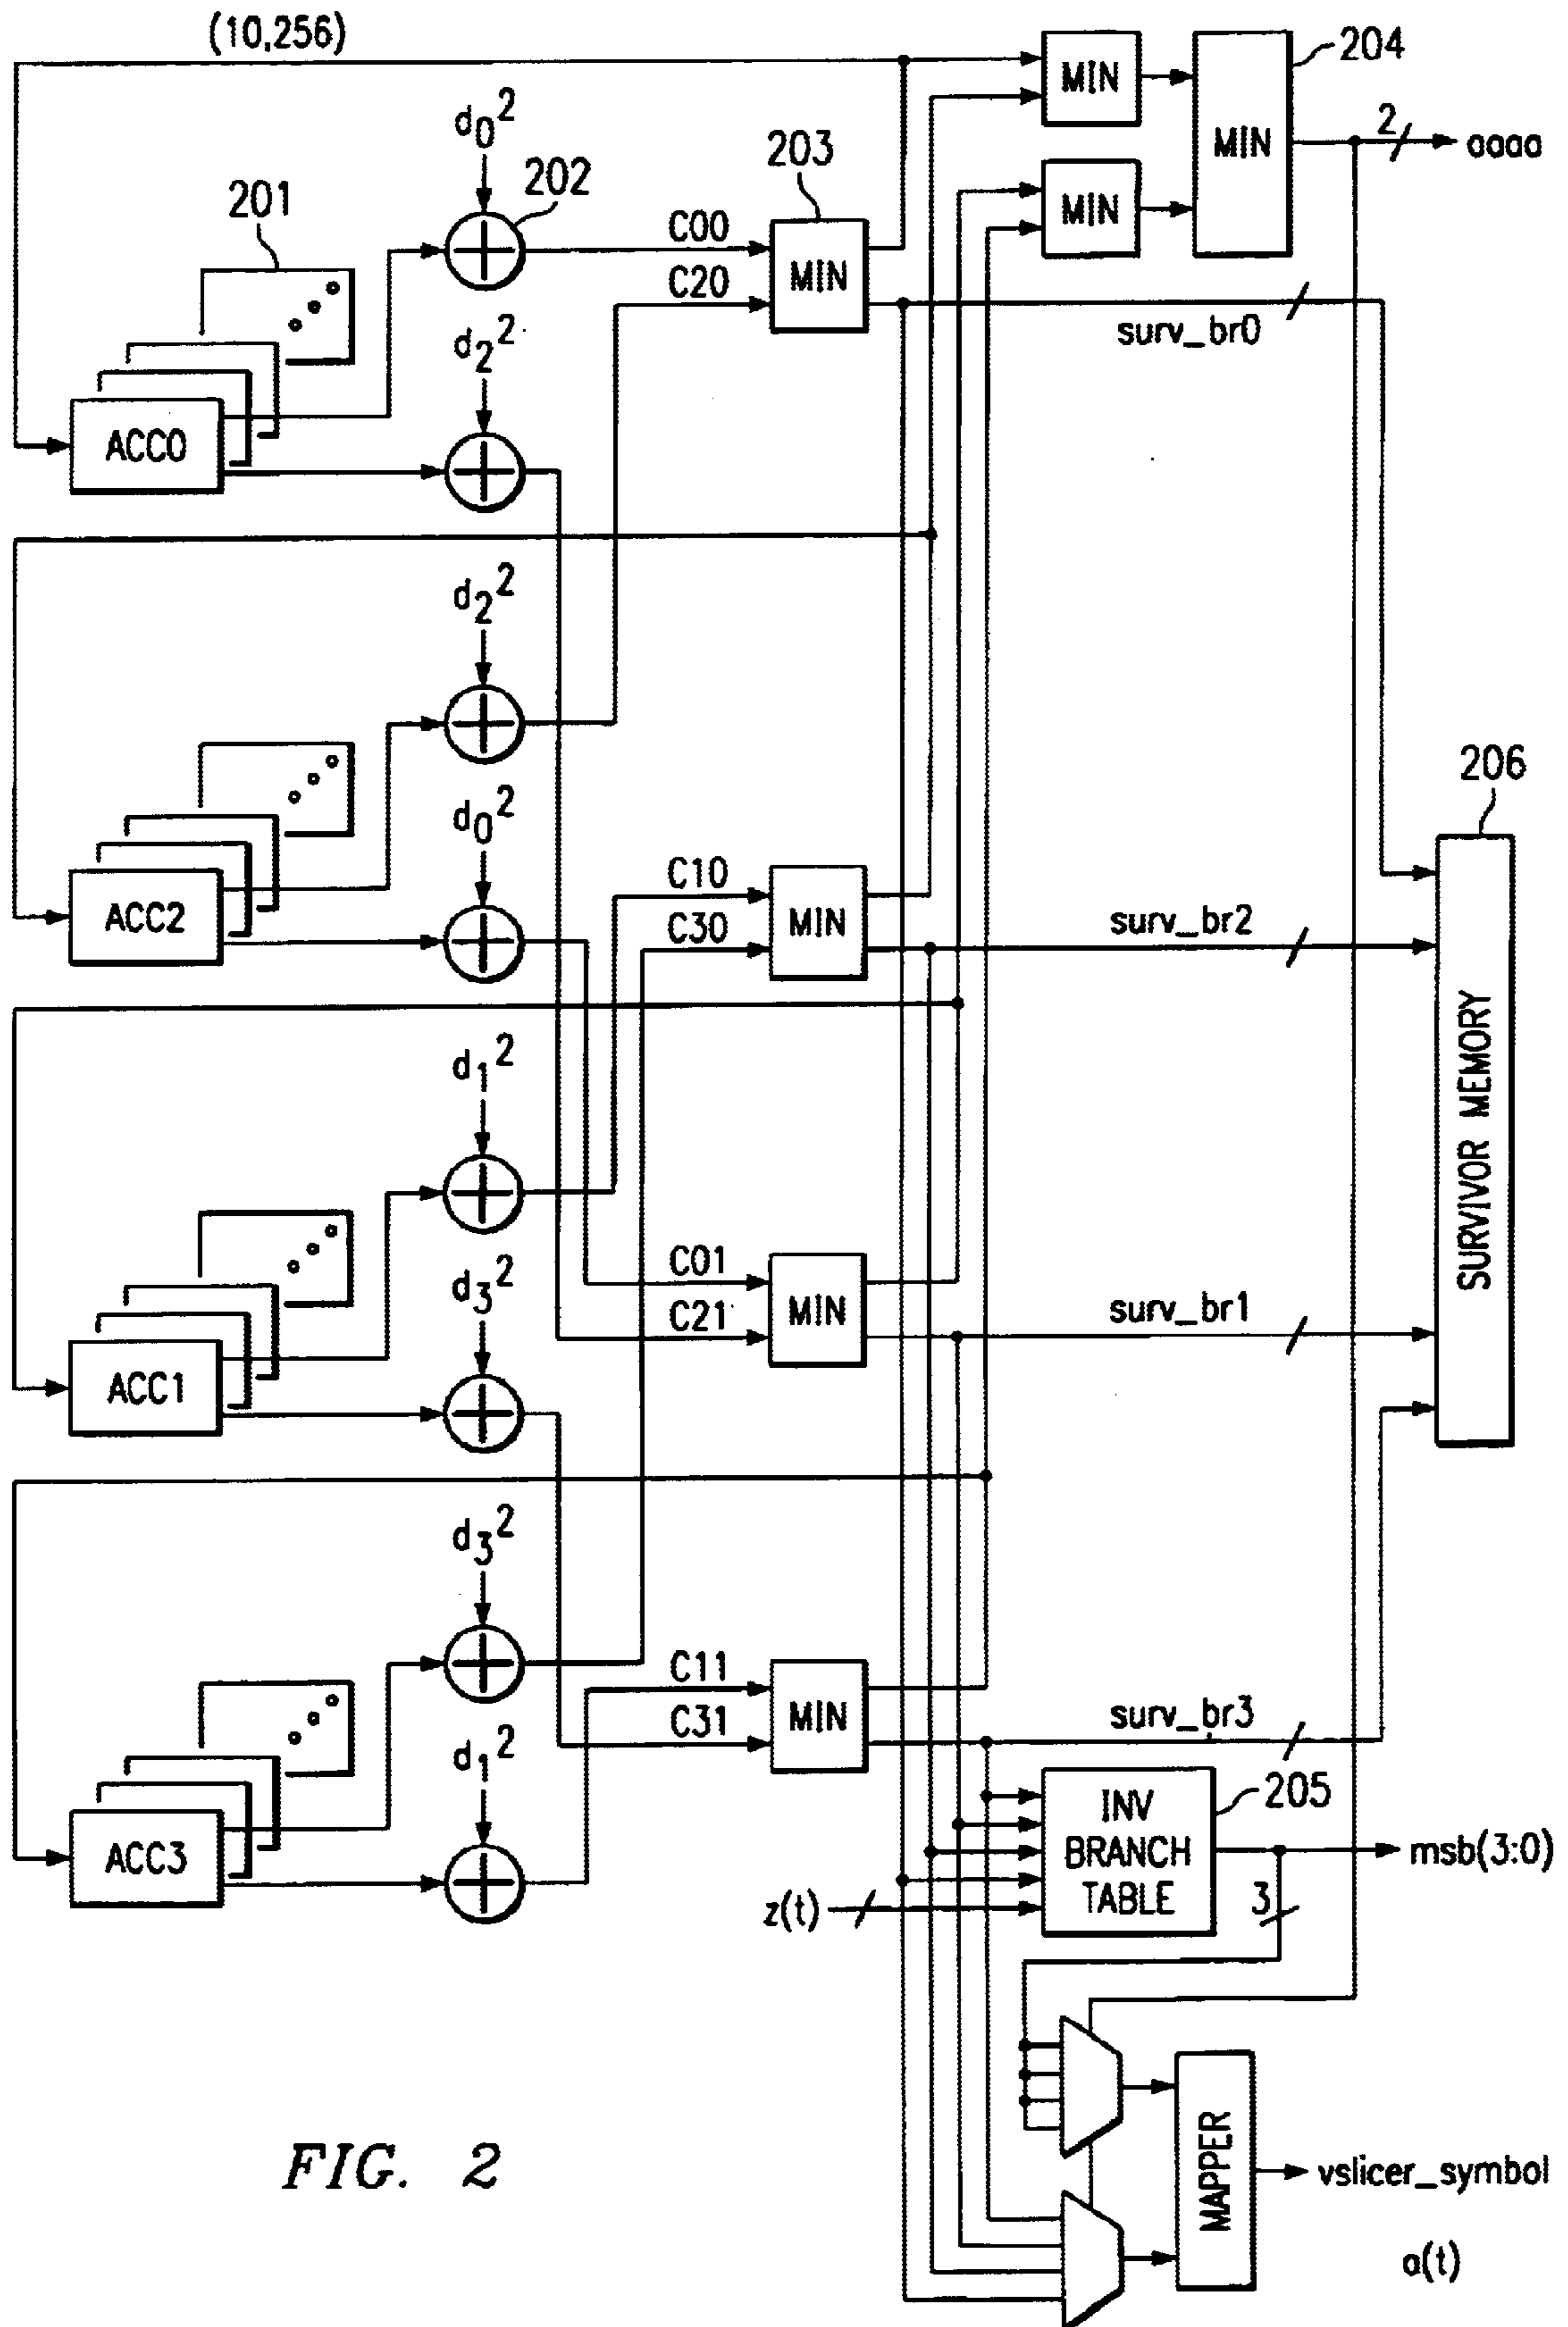 (10,256)
204
MIN
MIN
MIN
2
aaaa
d0²
202
203
201
C00
C20
MIN
surv_br0
d2²
ACC0
d2²
206
d0²
C10
C30
MIN
surv_br2
ACC2
SURVIVOR MEMORY
d1²
C01
C21
MIN
surv_br1
d3²
ACC1
d3²
C11
C31
MIN
surv_br3
d1²
205
INV
BRANCH
TABLE
msb(3:0)
ACC3
z(t)
3
MAPPER
vslicer_symbol
a(t)
FIG. 2